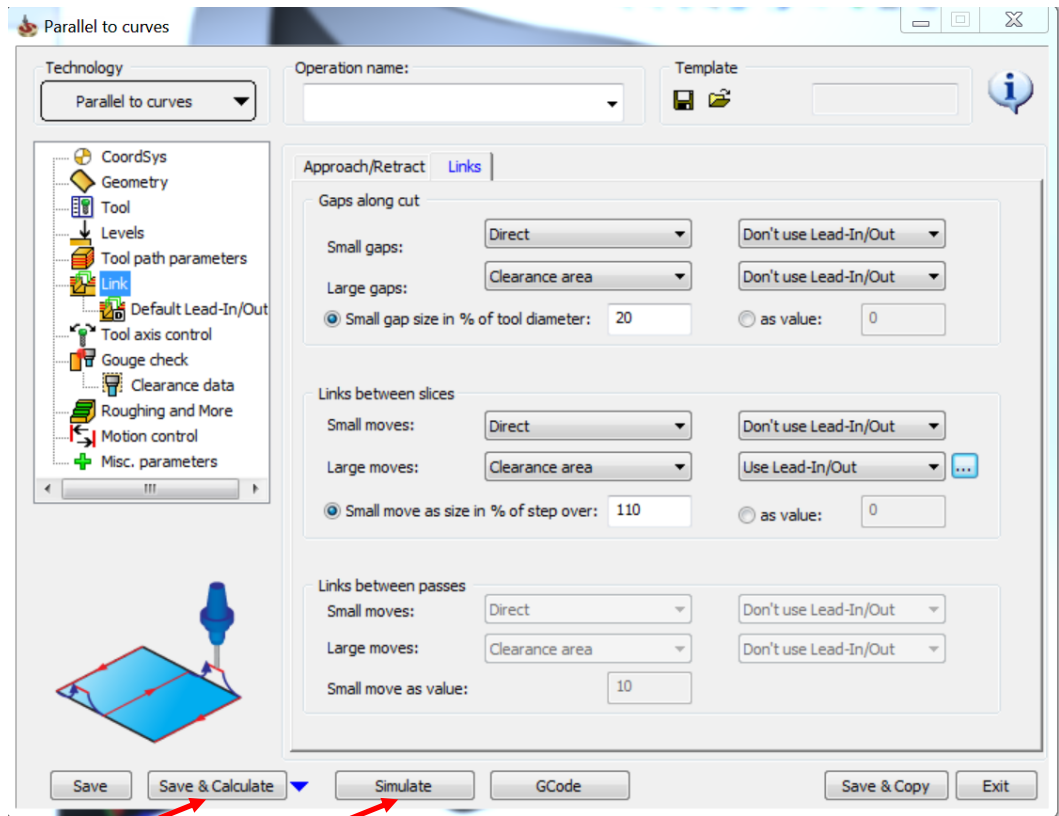 Parallel to curves
Technology
Parallel to curves
Operation name:
Template
CoordSys
Geometry
Tool
Levels
Tool path parameters
Link
Default Lead-In/Out
Tool axis control
Gouge check
Clearance data
Roughing and More
Motion control
Misc. parameters
Approach/Retract Links
Gaps along cut
Small gaps: Direct Don't use Lead-In/Out
Large gaps: Clearance area Don't use Lead-In/Out
Small gap size in % of tool diameter: 20 as value: 0
Links between slices
Small moves: Direct Don't use Lead-In/Out
Large moves: Clearance area Use Lead-In/Out ...
Small move as size in % of step over: 110 as value: 0
Links between passes
Small moves: Direct Don't use Lead-In/Out
Large moves: Clearance area Don't use Lead-In/Out
Small move as value: 10
Save Save & Calculate Simulate GCode Save & Copy Exit